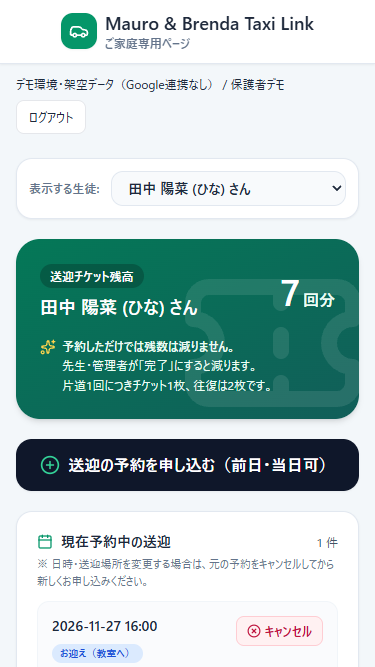 Mauro & Brenda Taxi Link
ご家庭専用ページ
デモ環境・架空データ（Google連携なし） / 保護者デモ
ログアウト
表示する生徒:
田中 陽菜 (ひな) さん
送迎チケット残高
田中 陽菜 (ひな) さん
7 回分
予約しただけでは残数は減りません。
先生・管理者が「完了」にすると減ります。
片道1回につきチケット1枚、往復は2枚です。
送迎の予約を申し込む（前日・当日可）
現在予約中の送迎
1 件
※ 日時・送迎場所を変更する場合は、元の予約をキャンセルしてから
新しくお申し込みください。
2026-11-27 16:00
キャンセル
お迎え（教室へ）